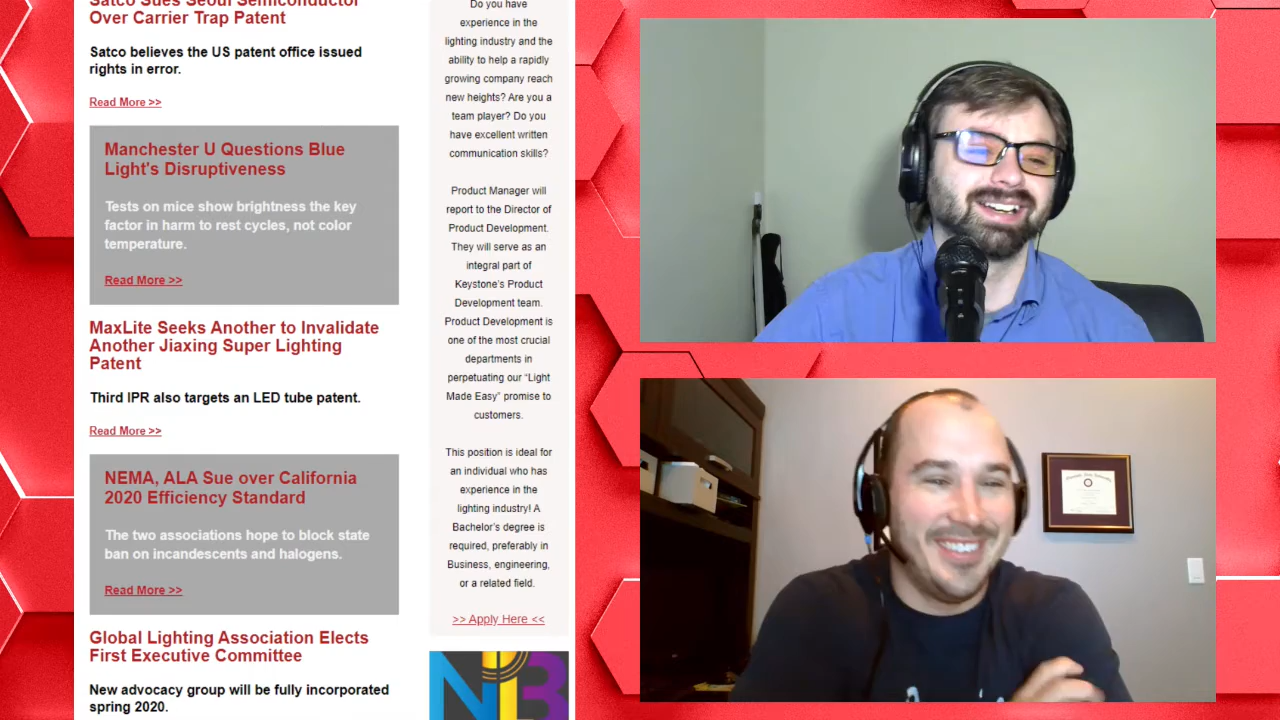 Satco Sues Seoul Semiconductor
Over Carrier Trap Patent
Satco believes the US patent office issued
rights in error.
Read More >>
Manchester U Questions Blue
Light's Disruptiveness
Tests on mice show brightness the key
factor in harm to rest cycles, not color
temperature.
Read More >>
MaxLite Seeks Another to Invalidate
Another Jiaxing Super Lighting
Patent
Third IPR also targets an LED tube patent.
Read More >>
NEMA, ALA Sue over California
2020 Efficiency Standard
The two associations hope to block state
ban on incandescents and halogens.
Read More >>
Global Lighting Association Elects
First Executive Committee
New advocacy group will be fully incorporated
spring 2020.
Do you have
experience in the
lighting industry and the
ability to help a rapidly
growing company reach
new heights? Are you a
team player? Do you
have excellent written
communication skills?
Product Manager will
report to the Director of
Product Development.
They will serve as an
integral part of
Keystone's Product
Development team.
Product Development is
one of the most crucial
departments in
perpetuating our “Light
Made Easy” promise to
customers.
This position is ideal for
an individual who has
experience in the
lighting industry! A
Bachelor's degree is
required, preferably in
Business, engineering,
or a related field.
>> Apply Here <<